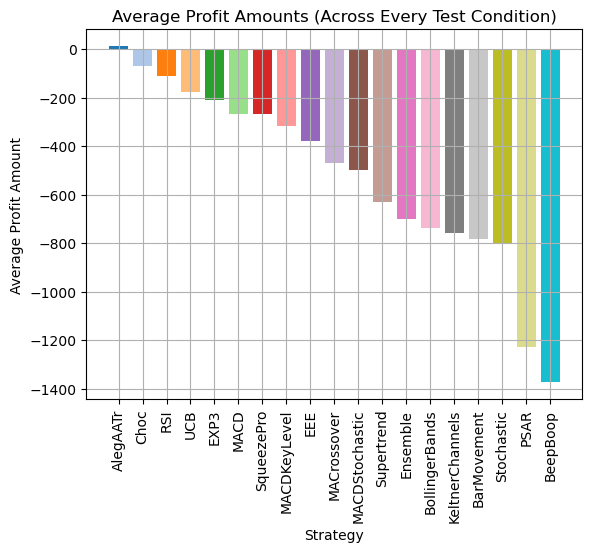 Average Profit Amounts (Across Every Test Condition)
0
−200
−400
−600
−800
−1000
−1200
−1400
Average Profit Amount
AlegAATr
Choc
RSI
UCB
EXP3
MACD
SqueezePro
MACDKeyLevel
EEE
MACrossover
MACDStochastic
Supertrend
Ensemble
BollingerBands
KeltnerChannels
BarMovement
Stochastic
PSAR
BeepBoop
Strategy